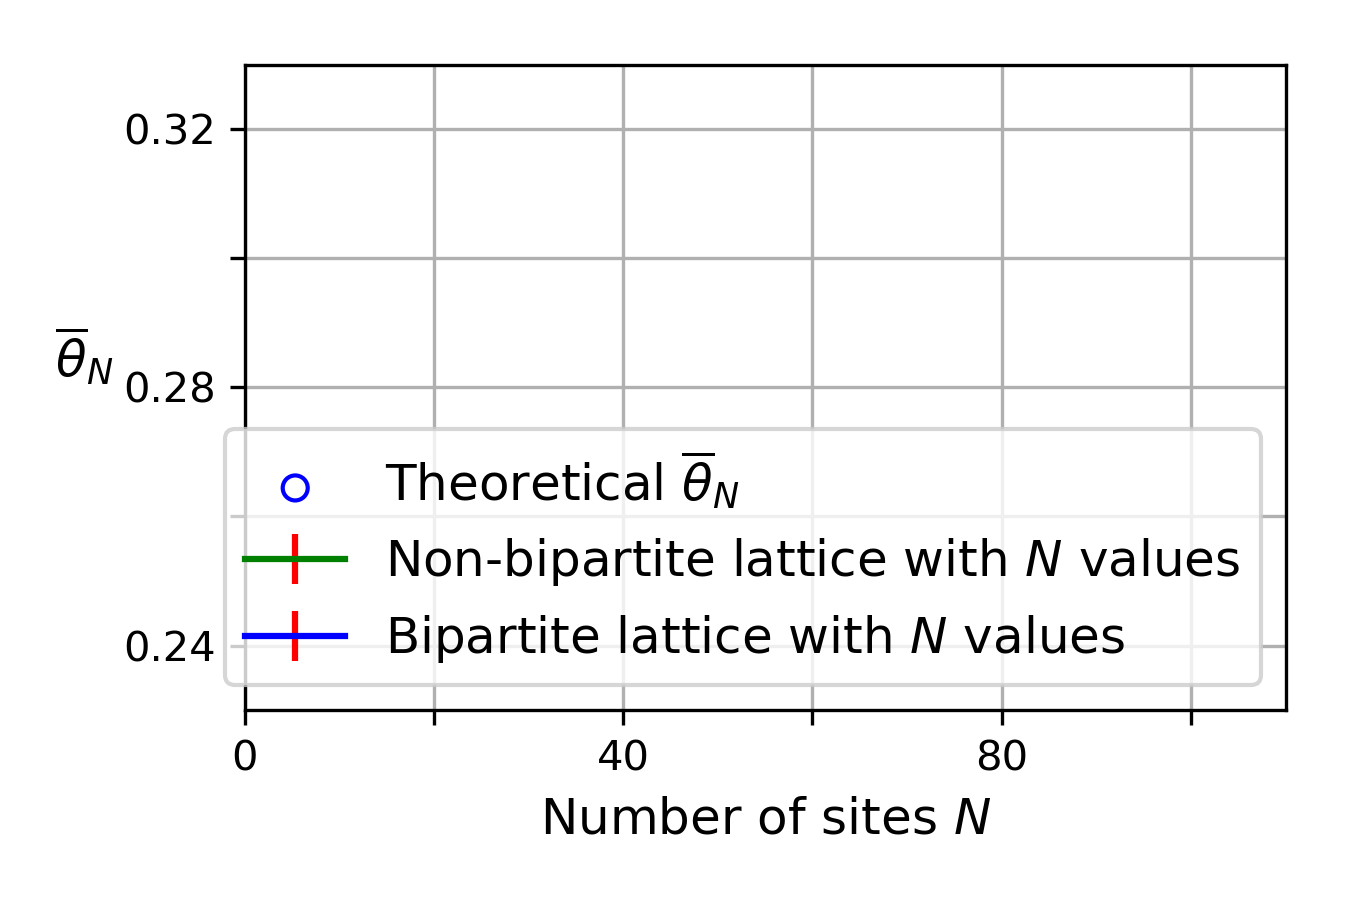 0.32
0.28
0.24
θ̅_N
Theoretical θ̅_N
Non-bipartite lattice with N values
Bipartite lattice with N values
0 40 80
Number of sites N